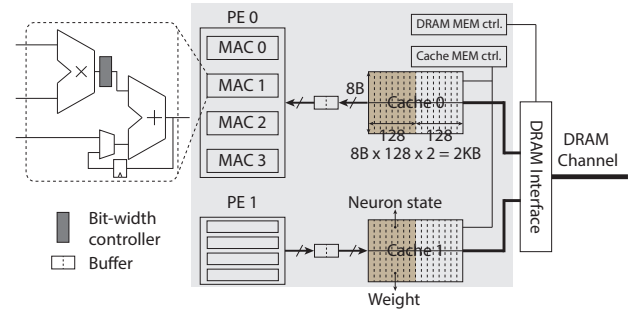 PE 0
DRAM MEM ctrl.
Cache MEM ctrl.
MAC 0
MAC 1
MAC 2
MAC 3
×
+
8B
Cache 0
128 128
8B x 128 x 2 = 2KB
DRAM Interface
DRAM
Channel
PE 1
Neuron state
Cache 1
Weight
Bit-width
controller
Buffer